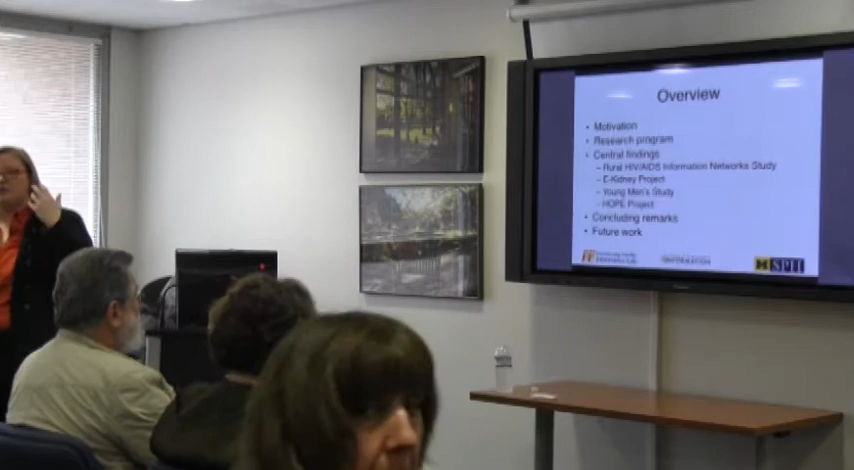 Overview
• Motivation
• Research program
• Central findings
– Rural HIV/AIDS Information Networks Study
– E-Kidney Project
– Young Men's Study
– HOPE Project
• Concluding remarks
• Future work
INFORMATION
M SPH